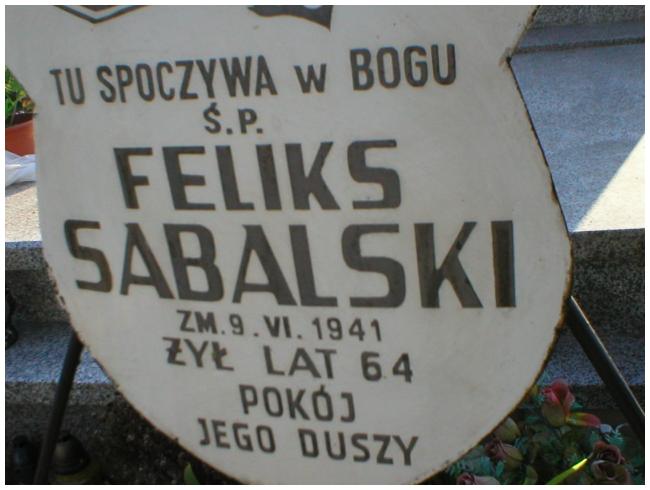 TU SPOCZYWA W BOGU
Ś.P.
FELIKS
SABALSKI
ZM. 9. VI. 1941
ŻYŁ LAT 64
POKÓJ
JEGO DUSZY